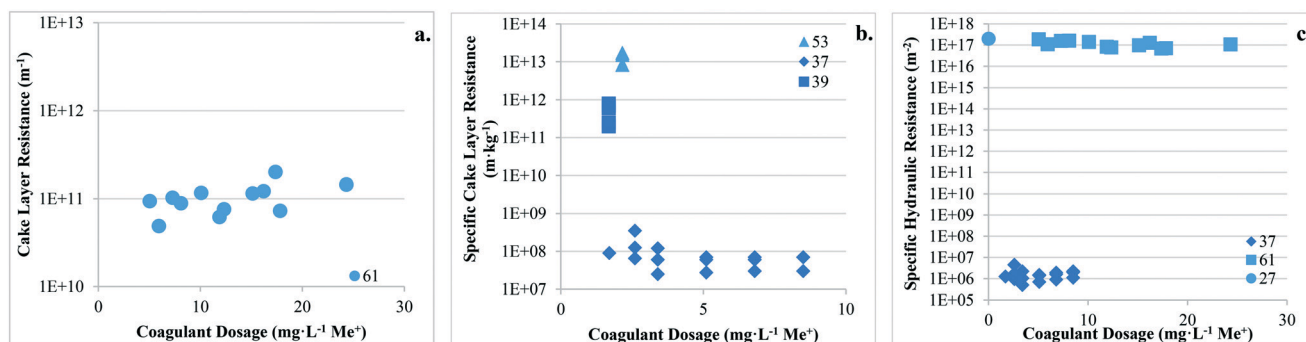 a.
Cake Layer Resistance (m-1)
1E+13
1E+12
1E+11
1E+10
61
0 10 20 30
Coagulant Dosage (mg·L-1 Me+)
b.
Specific Cake Layer Resistance
(m·kg-1)
1E+14
1E+13
1E+12
1E+11
1E+10
1E+09
1E+08
1E+07
53
37
39
0 5 10
Coagulant Dosage (mg·L-1 Me+)
c
Specific Hydraulic Resistance (m-2)
1E+18
1E+17
1E+16
1E+15
1E+14
1E+13
1E+12
1E+11
1E+10
1E+09
1E+08
1E+07
1E+06
1E+05
37
61
27
0 10 20 30
Coagulant Dosage (mg·L-1 Me+)